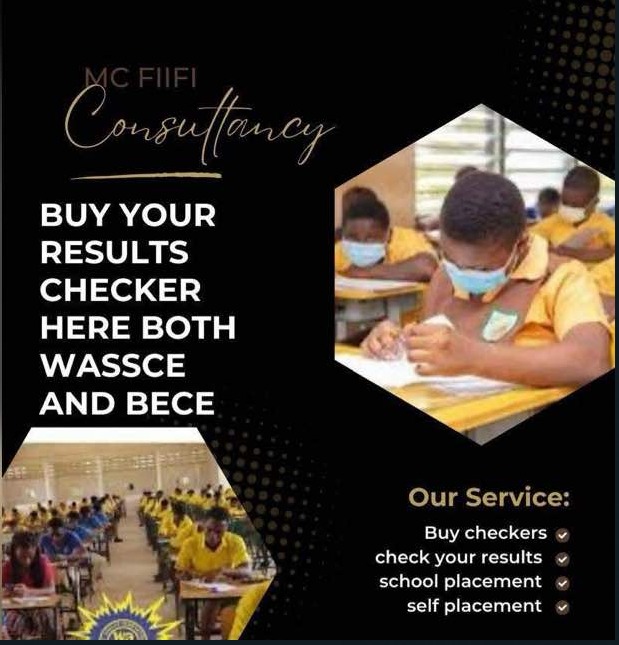 MC FIIFI
Consultancy
BUY YOUR
RESULTS
CHECKER
HERE BOTH
WASSCE
AND BECE
Our Service:
Buy checkers
check your results
school placement
self placement